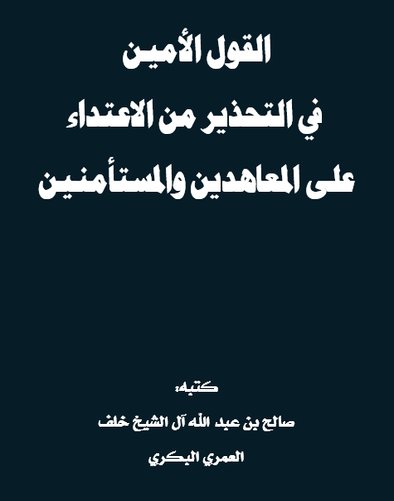 القول الأمين
في التحذير من الاعتداء
على المعاهدين والمستأمنين
كتبه:
صالح بن عبد الله آل الشيخ خلف
العمري البكري